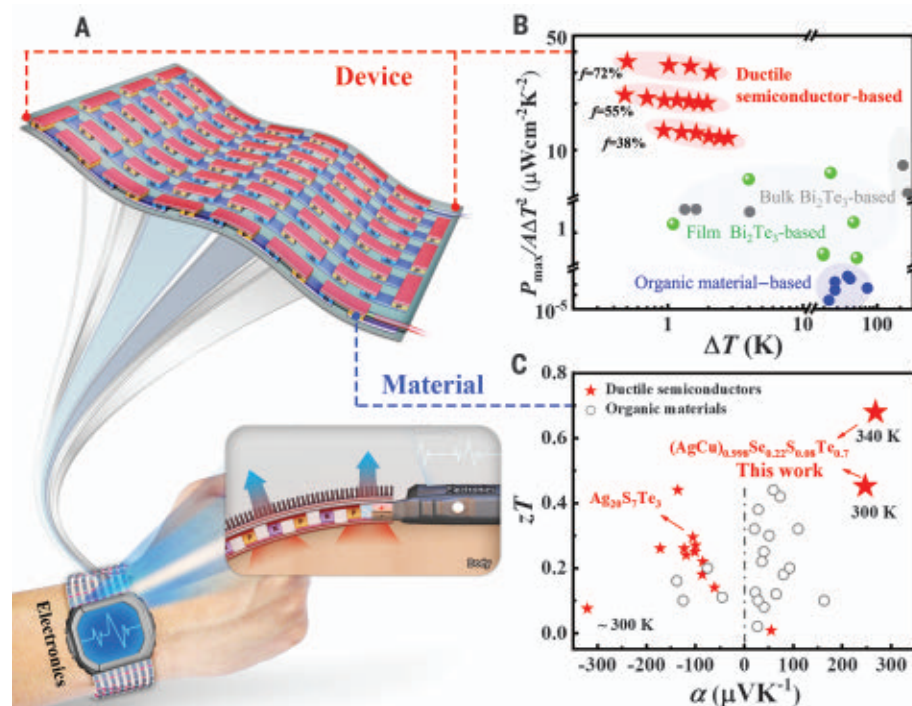 A
Device
Material
Electronics
Body
B
P_max/AΔT² (μWcm⁻²K⁻²)
50
10
1
10⁻⁵
f=72%
f=55%
f=38%
Ductile
semiconductor-based
Bulk Bi₂Te₃-based
Film Bi₂Te₃-based
Organic material–based
1
10
100
ΔT (K)
C
zT
0.8
0.6
0.4
0.2
0.0
Ductile semiconductors
Organic materials
340 K
(AgCu)₀.₉₉₈Se₀.₂₂S₀.₀₈Te₀.₇
This work
300 K
Ag₂₀S₇Te₃
~300 K
-300
-200
-100
0
100
200
300
α (μVK⁻¹)